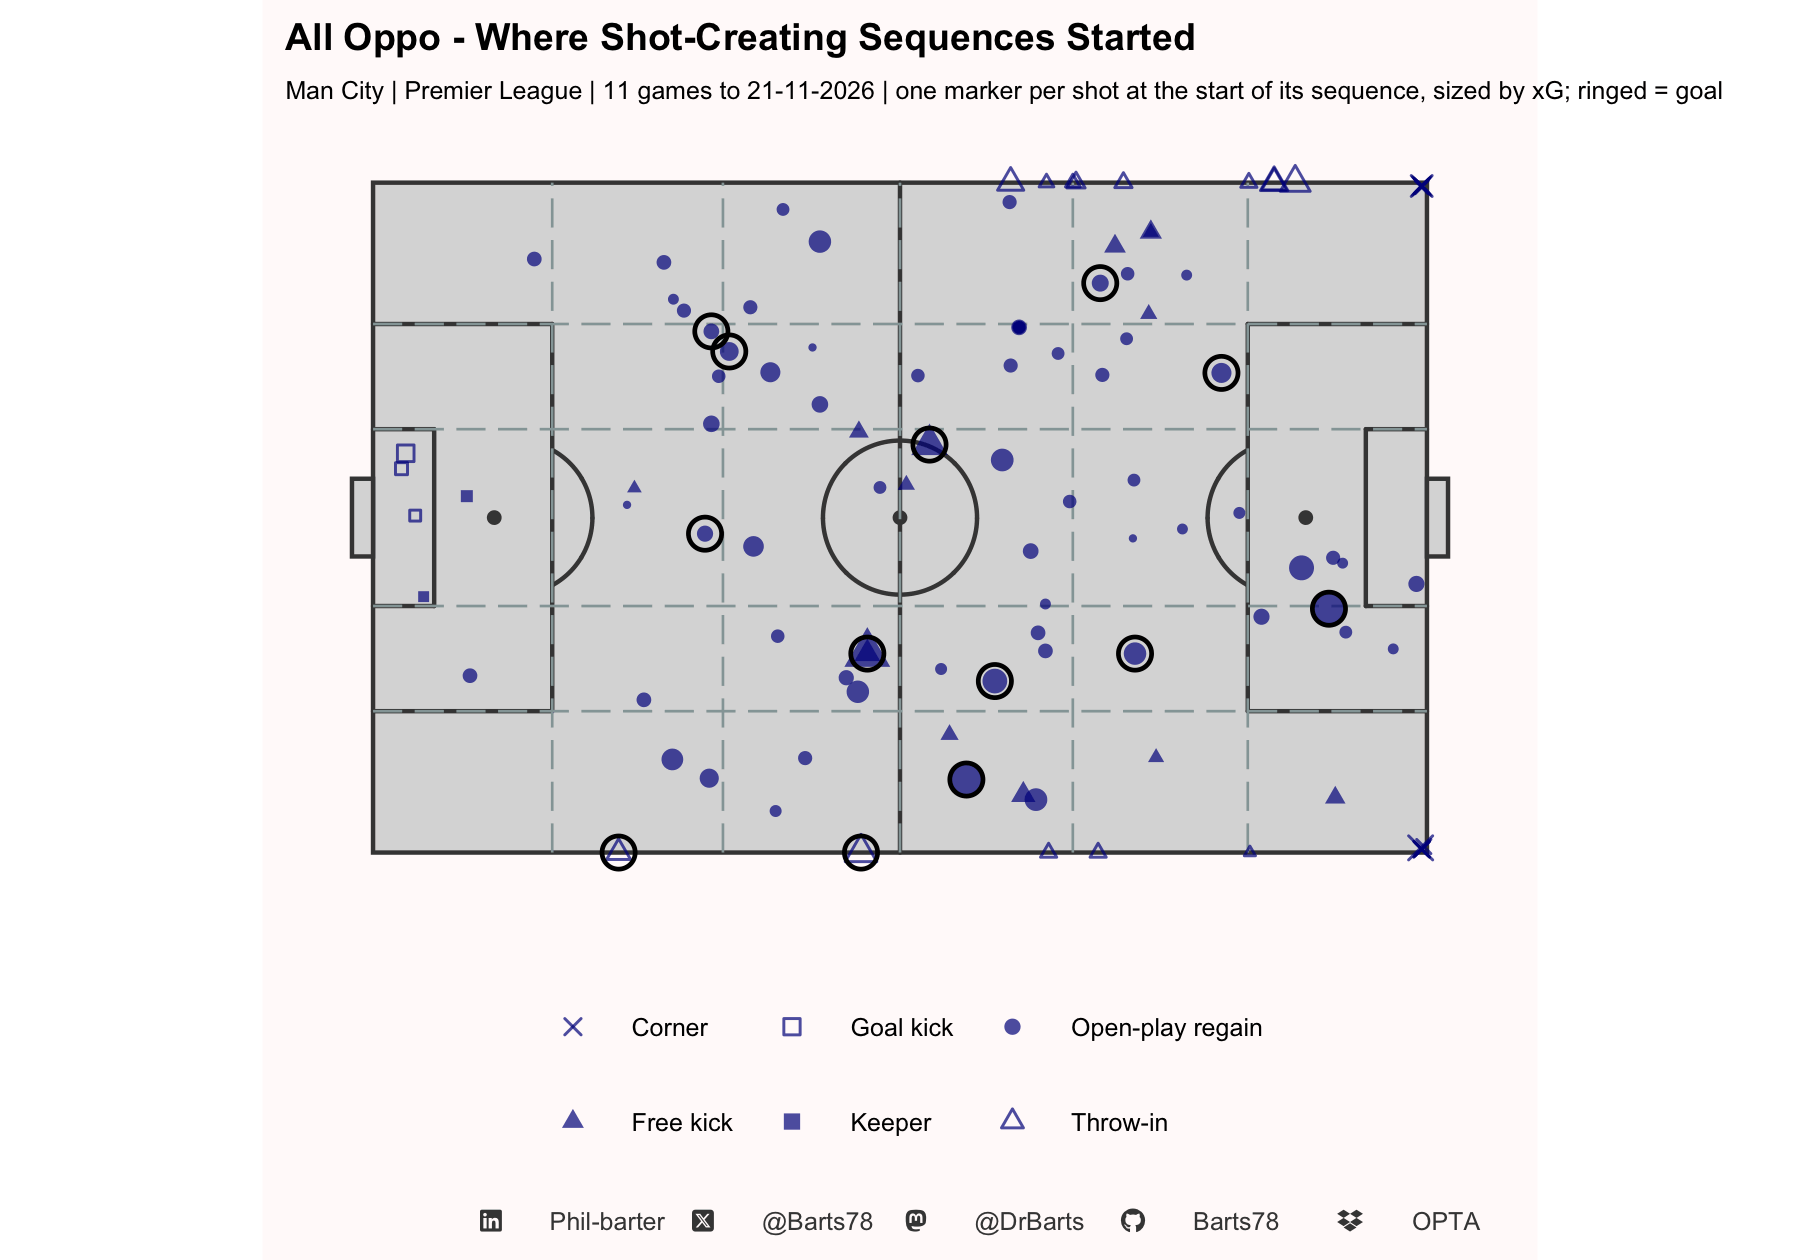 All Oppo - Where Shot-Creating Sequences Started
Man City | Premier League | 11 games to 21-11-2026 | one marker per shot at the start of its sequence, sized by xG; ringed = goal
Corner
Goal kick
Open-play regain
Free kick
Keeper
Throw-in
Phil-barter
@Barts78
@DrBarts
Barts78
OPTA